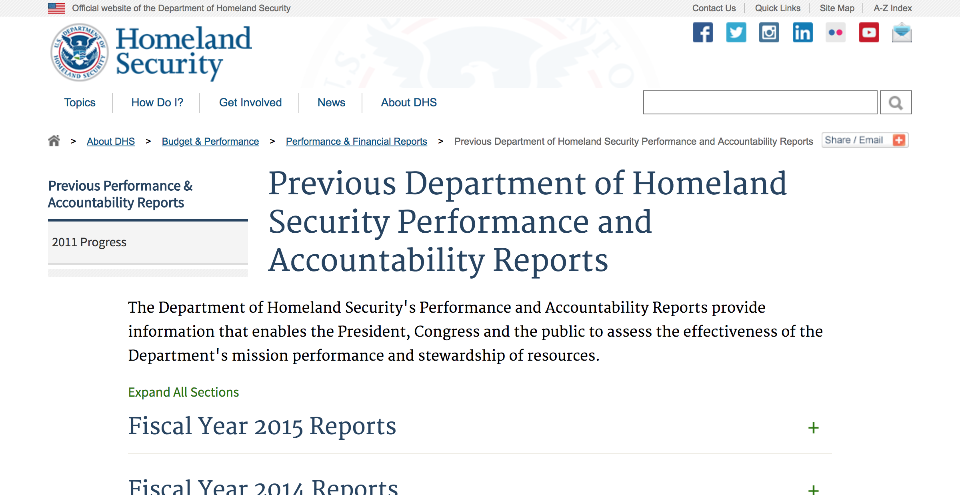 Official website of the Department of Homeland Security
Contact Us
Quick Links
Site Map
A-Z Index
U.S. DEPARTMENT OF
HOMELAND SECURITY
Homeland
Security
Topics
How Do I?
Get Involved
News
About DHS
> About DHS > Budget & Performance > Performance & Financial Reports > Previous Department of Homeland Security Performance and Accountability Reports
Share / Email
Previous Performance &
Accountability Reports
2011 Progress
Previous Department of Homeland
Security Performance and
Accountability Reports
The Department of Homeland Security's Performance and Accountability Reports provide
information that enables the President, Congress and the public to assess the effectiveness of the
Department's mission performance and stewardship of resources.
Expand All Sections
Fiscal Year 2015 Reports +
Fiscal Year 2014 Reports +